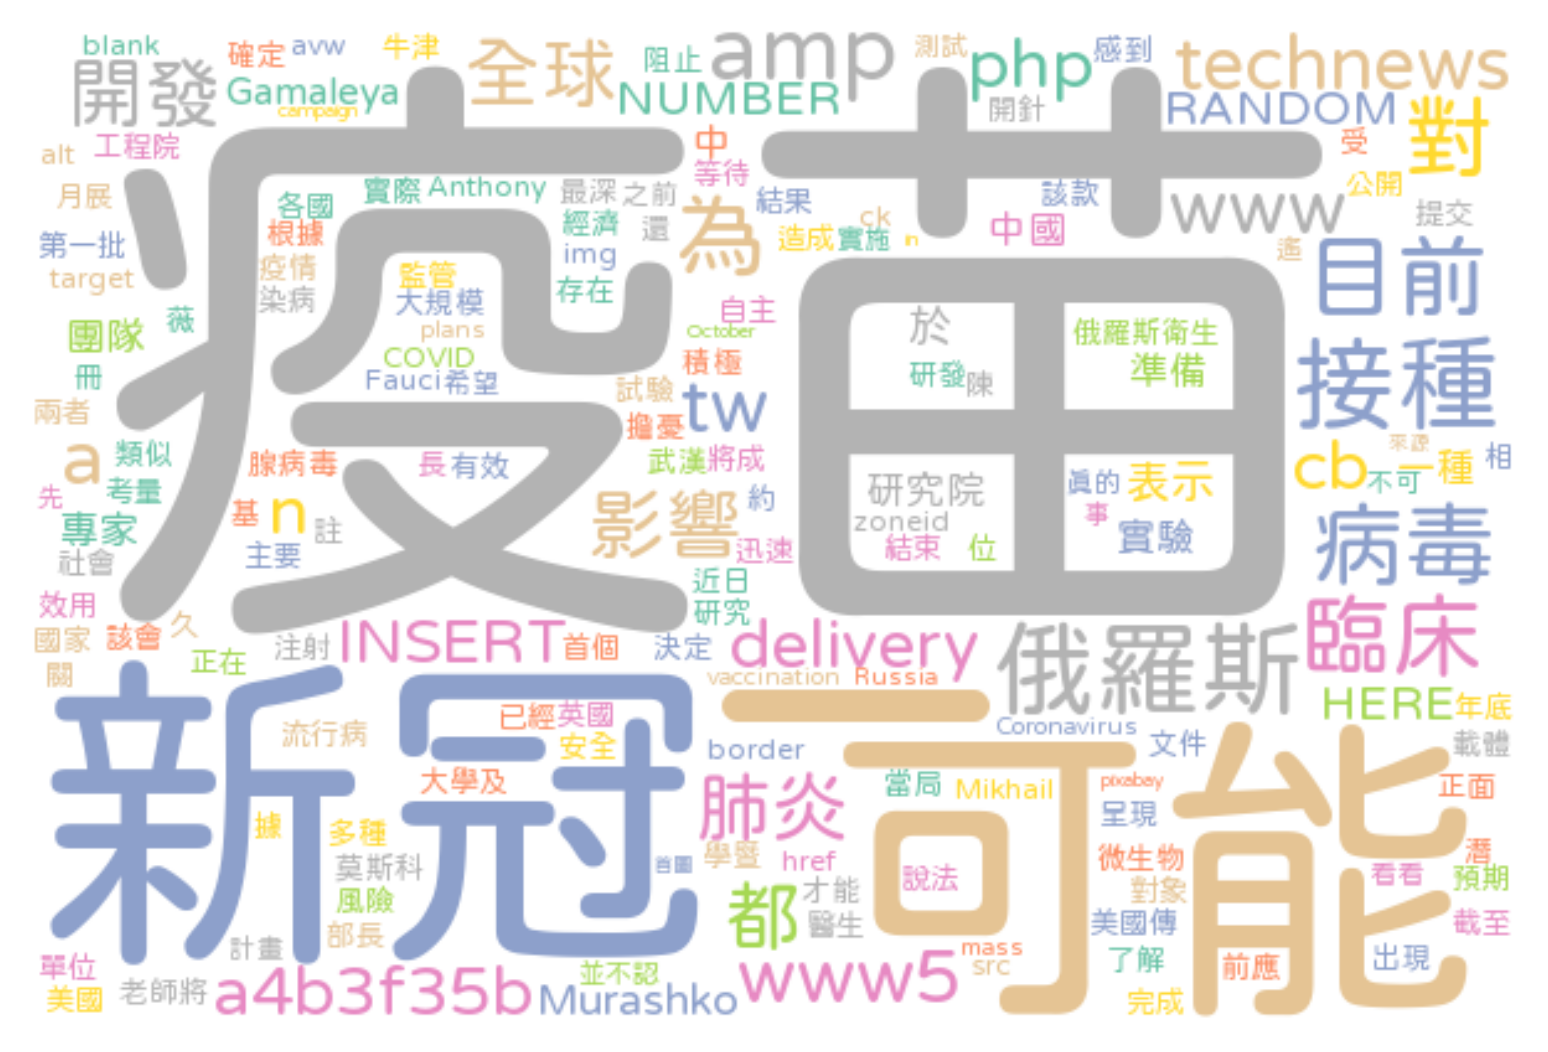 blank 確定 avw 牛津 全球 阻止 amp 測試 php 感到 technews
開發 Gamaleya campaign NUMBER 開針 RANDOM 對
alt 工程院 中 等待 受 公開
月展 各國 實際 Anthony 最深 之前 結果 該款 www 提交
第一批 根據 經濟 還 為 造成 ck 實施 n 中國 遙 目前
target 疫情 染病 監管 img 存在
疫苗
薇 大規模 plans 自主 October 於 俄羅斯衛生
團隊 COVID 積極 研發 陳 準備 接種
冊 Fauci 希望 試驗 tw
兩者 擔憂
a 類似 腺病毒 長 有效 武漢 將成 cb 不可 來源 一種 相
先 考量 影響 約 研究院 真的 表示
專家 基 n 註 zoneid 事 病毒
社會 主要 迅速 結束 位 實驗
效用 近日 研究
國家 該會 久 正在 注射 INSERT 首個 決定 delivery 俄羅斯 臨床
關 vaccination Russia HERE 年底
新冠 一 可能
流行病 已經 英國 安全 border Coronavirus 文件 載體
大學及 肺炎 當局 Mikhail pixabay 正面
據 多種 呈現
莫斯科 首圖 學暨 href 說法 微生物 看看 潛 預期
風險 都 才能 對象
部長 醫生 美國傳 截至
計畫 mass 了解 前應 出現
單位 並不認 src
美國 老師將 a4b3f35b Murashko www5 完成